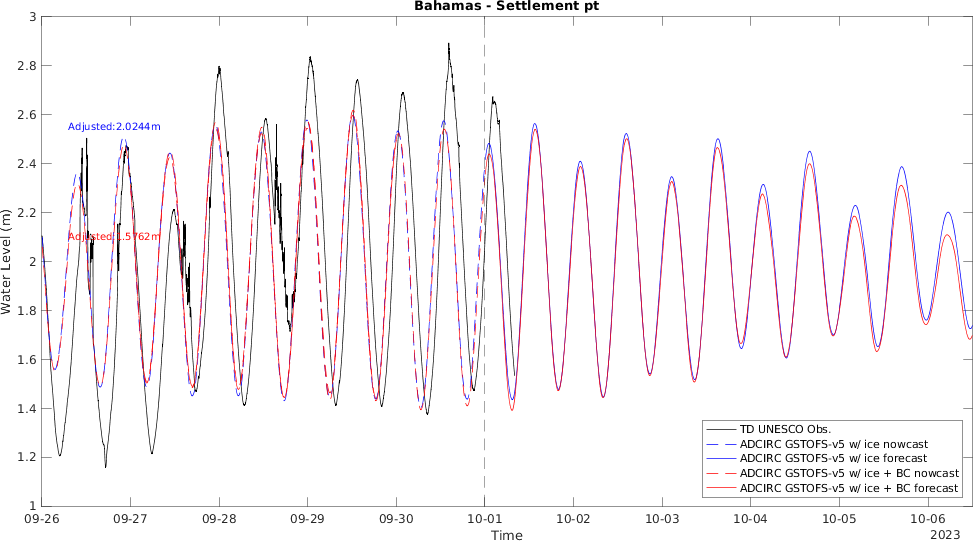 Bahamas - Settlement pt
3
2.8
2.6
2.4
2.2
2
1.8
1.6
1.4
1.2
1
Water Level (m)
Adjusted:2.0244m
Adjusted: .5762m
TD UNESCO Obs.
ADCIRC GSTOFS-v5 w/ ice nowcast
ADCIRC GSTOFS-v5 w/ ice forecast
ADCIRC GSTOFS-v5 w/ ice + BC nowcast
ADCIRC GSTOFS-v5 w/ ice + BC forecast
09-26 09-27 09-28 09-29 09-30 10-01 10-02 10-03 10-04 10-05 10-06
Time
2023